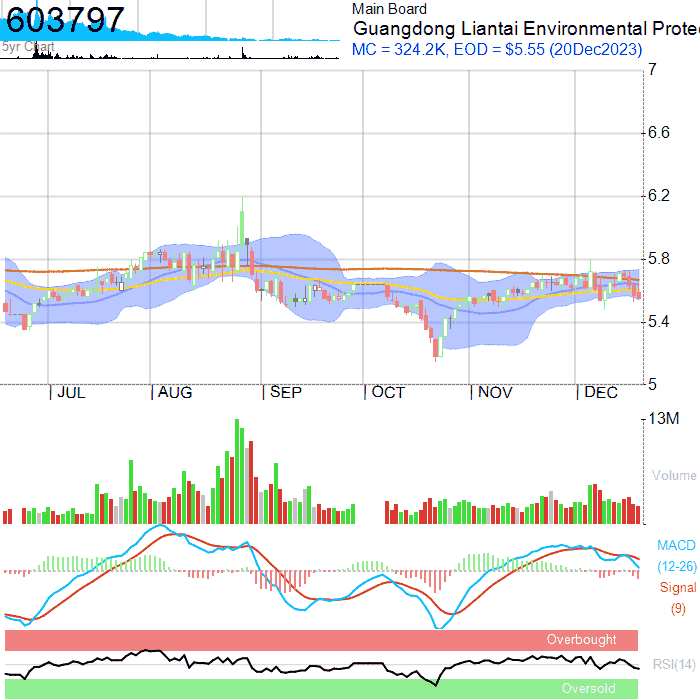 603797
5yr Chart
Main Board
Guangdong Liantai Environmental Prote
MC = 324.2K, EOD = $5.55 (20Dec2023)
7
6.6
6.2
5.8
5.4
5
JUL AUG SEP OCT NOV DEC
13M
Volume
MACD
(12-26)
Signal
(9)
Overbought
RSI(14)
Oversold